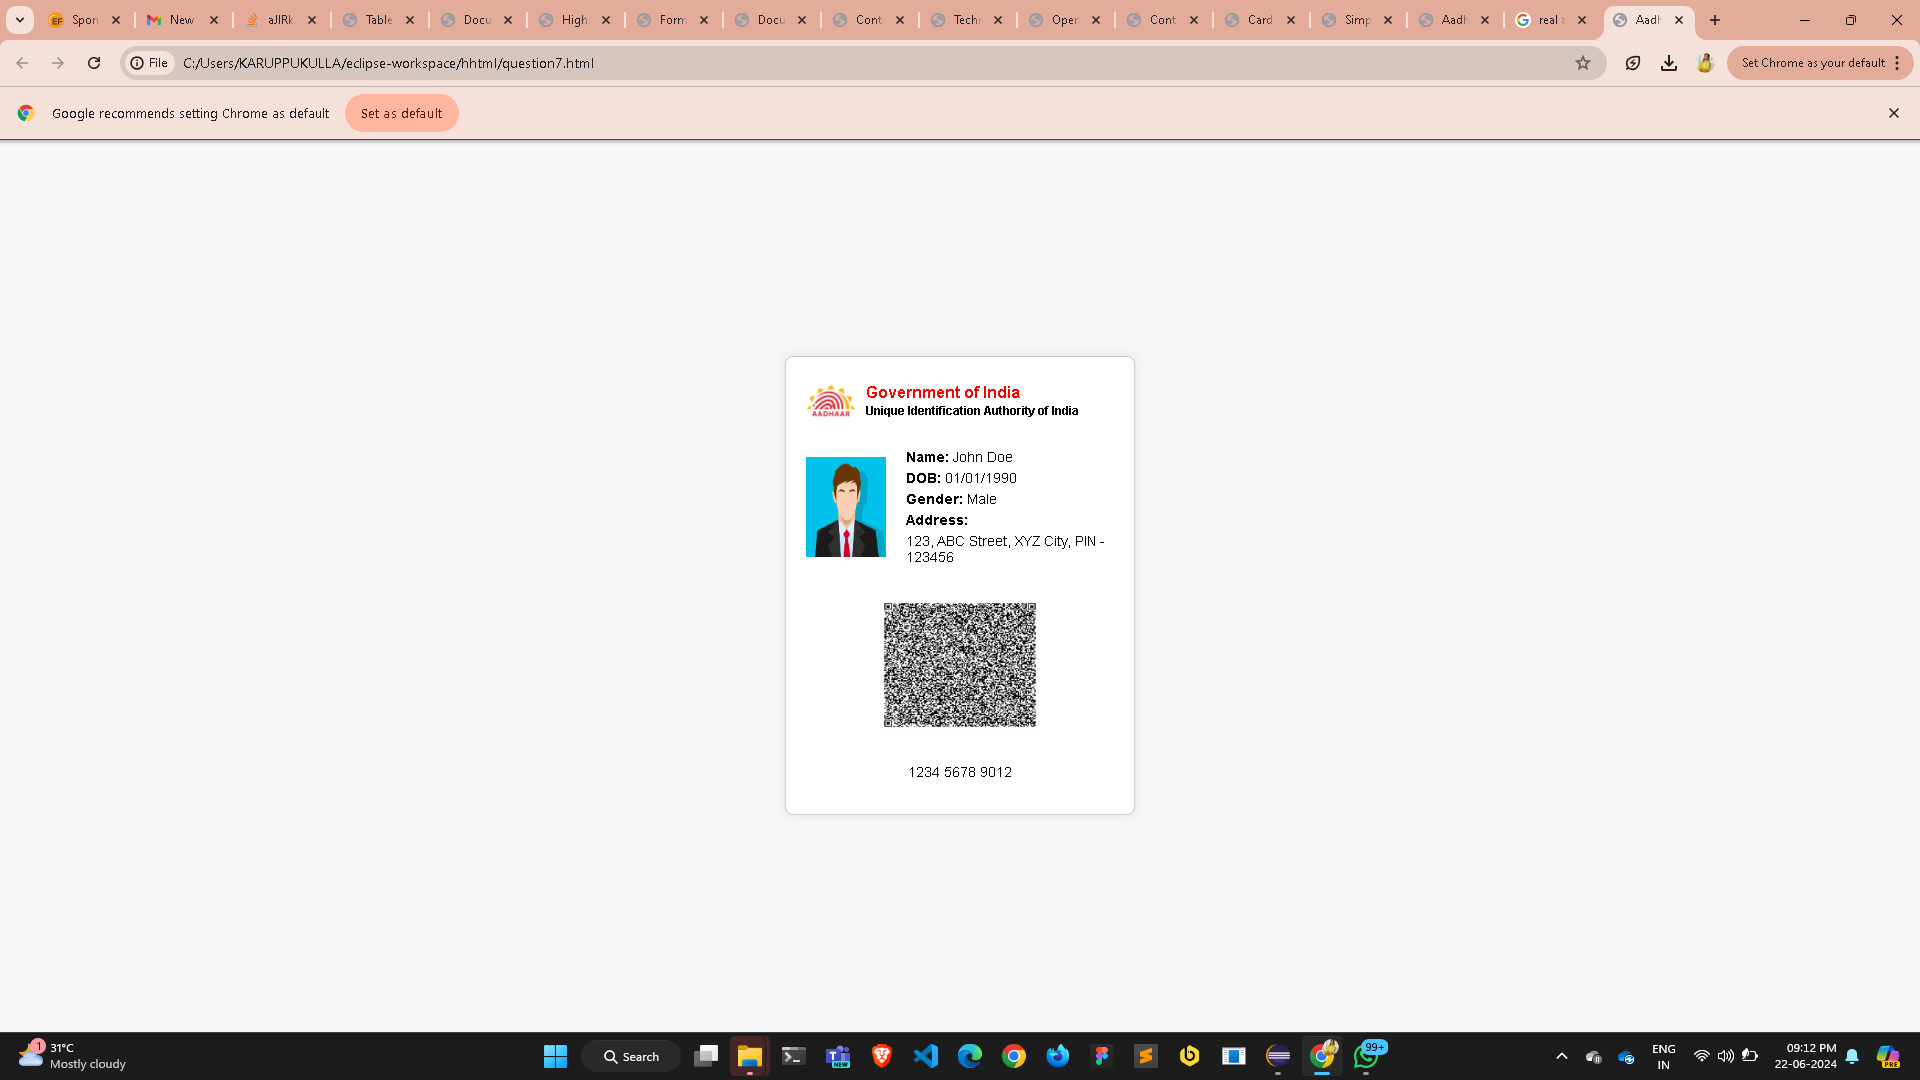 Spon
New
aJIRk
Table
Docu
High
Form
Docu
Cont
Techn
Oper
Cont
Card
Simp
Aadh
real a
Aadh
File
C:/Users/KARUPPUKULLA/eclipse-workspace/hhtml/question7.html
Set Chrome as your default
Google recommends setting Chrome as default
Set as default
AADHAAR
Government of India
Unique Identification Authority of India
Name: John Doe
DOB: 01/01/1990
Gender: Male
Address:
123, ABC Street, XYZ City, PIN -
123456
1234 5678 9012
1
31°C
Mostly cloudy
Search
NEW
99+
ENG
IN
09:12 PM
22-06-2024
PRE